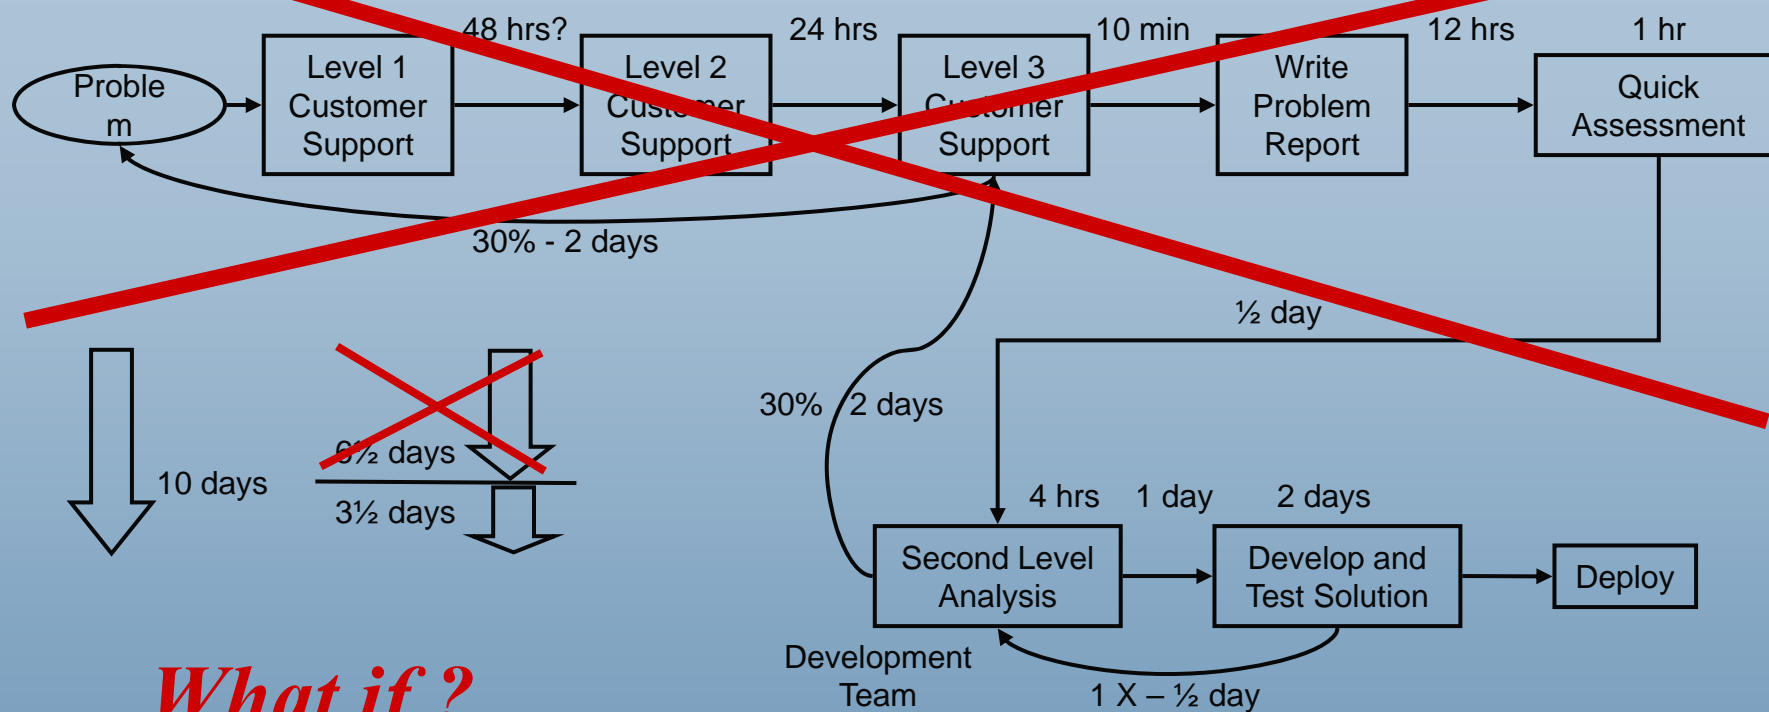 48 hrs?
24 hrs
10 min
12 hrs
1 hr
Proble
m
Level 1
Customer
Support
Level 2
Customer
Support
Level 3
Customer
Support
Write
Problem
Report
Quick
Assessment
30% - 2 days
½ day
30% 2 days
6½ days
10 days
3½ days
4 hrs
1 day
2 days
Second Level
Analysis
Develop and
Test Solution
Deploy
Development
Team
1 X – ½ day
What if ?